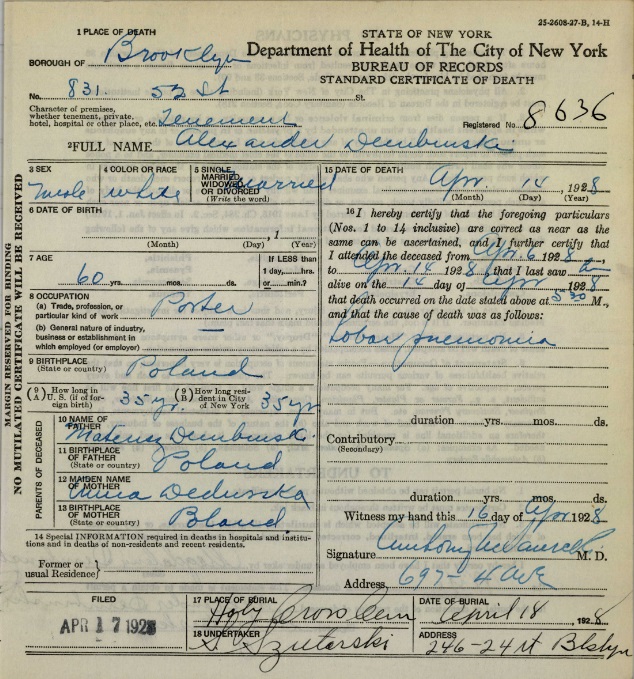 25-2608-27-B, 14-H
1 PLACE OF DEATH
STATE OF NEW YORK
BOROUGH OF Brooklyn
Department of Health of The City of New York
BUREAU OF RECORDS
STANDARD CERTIFICATE OF DEATH
No. 831 53 St St.
Character of premises,
whether tenement, private,
hotel, hospital or other place, etc. Tenement
Registered No. 8636
2 FULL NAME Alexander Dembinski
MARGIN RESERVED FOR BINDING
NO MUTILATED CERTIFICATE WILL BE RECEIVED
3 SEX male
4 COLOR OR RACE white
5 SINGLE, MARRIED, WIDOWED OR DIVORCED (Write the word) Married
6 DATE OF BIRTH
, 1
(Month) (Day) (Year)
7 AGE
60 yrs. mos. ds.
If LESS than
1 day, hrs.
or min.?
8 OCCUPATION
(a) Trade, profession, or
particular kind of work Porter
(b) General nature of industry,
business or establishment in
which employed (or employer) —
9 BIRTHPLACE
(State or country) Poland
(9A) How long in U. S. (if of foreign birth) 35 yr.
(9B) How long resident in City of New York 35 yr
PARENTS OF DECEASED
10 NAME OF FATHER Mateusz Dembinski
11 BIRTHPLACE OF FATHER (State or country) Poland
12 MAIDEN NAME OF MOTHER Anna
13 BIRTHPLACE OF MOTHER (State or country) Poland
14 Special INFORMATION required in deaths in hospitals and institu-
tions and in deaths of non-residents and recent residents.
Former or
usual Residence
15 DATE OF DEATH
Apr. 14, 1928
(Month) (Day) (Year)
16 I hereby certify that the foregoing particulars
(Nos. 1 to 14 inclusive) are correct as near as the
same can be ascertained, and I further certify that
I attended the deceased from Apr. 6 1928
to Apr 14 1928, that I last saw him
alive on the 14 day of Apr 1928
that death occurred on the date stated above at 5 30 M.,
and that the cause of death was as follows:
Lobar pneumonia
duration yrs. mos. ds.
Contributory
(Secondary)
duration yrs. mos. ds.
Witness my hand this 16 day of Apr 1928
Signature Anthony M. D.
Address 697 - 4 Ave
FILED
APR 17 1928
17 PLACE OF BURIAL
Holy Cross Cem
DATE OF BURIAL
April 18, 1928
18 UNDERTAKER
S. Szutarski
ADDRESS
246-24 st Bklyn